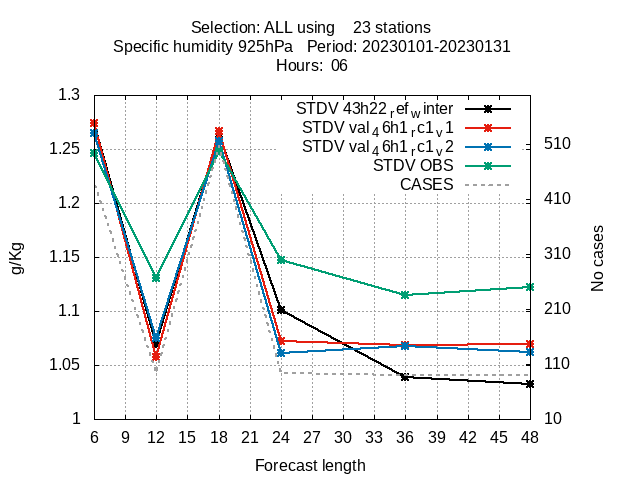 Selection: ALL using    23 stations
Specific humidity 925hPa   Period: 20230101-20230131
Hours:  06
1.3
1.25
1.2
1.15
1.1
1.05
1
g/Kg
STDV 43h22refwinter
STDV val46h1rc1v1
STDV val46h1rc1v2
STDV OBS
CASES
510
410
310
210
110
10
No cases
6 9 12 15 18 21 24 27 30 33 36 39 42 45 48
Forecast length